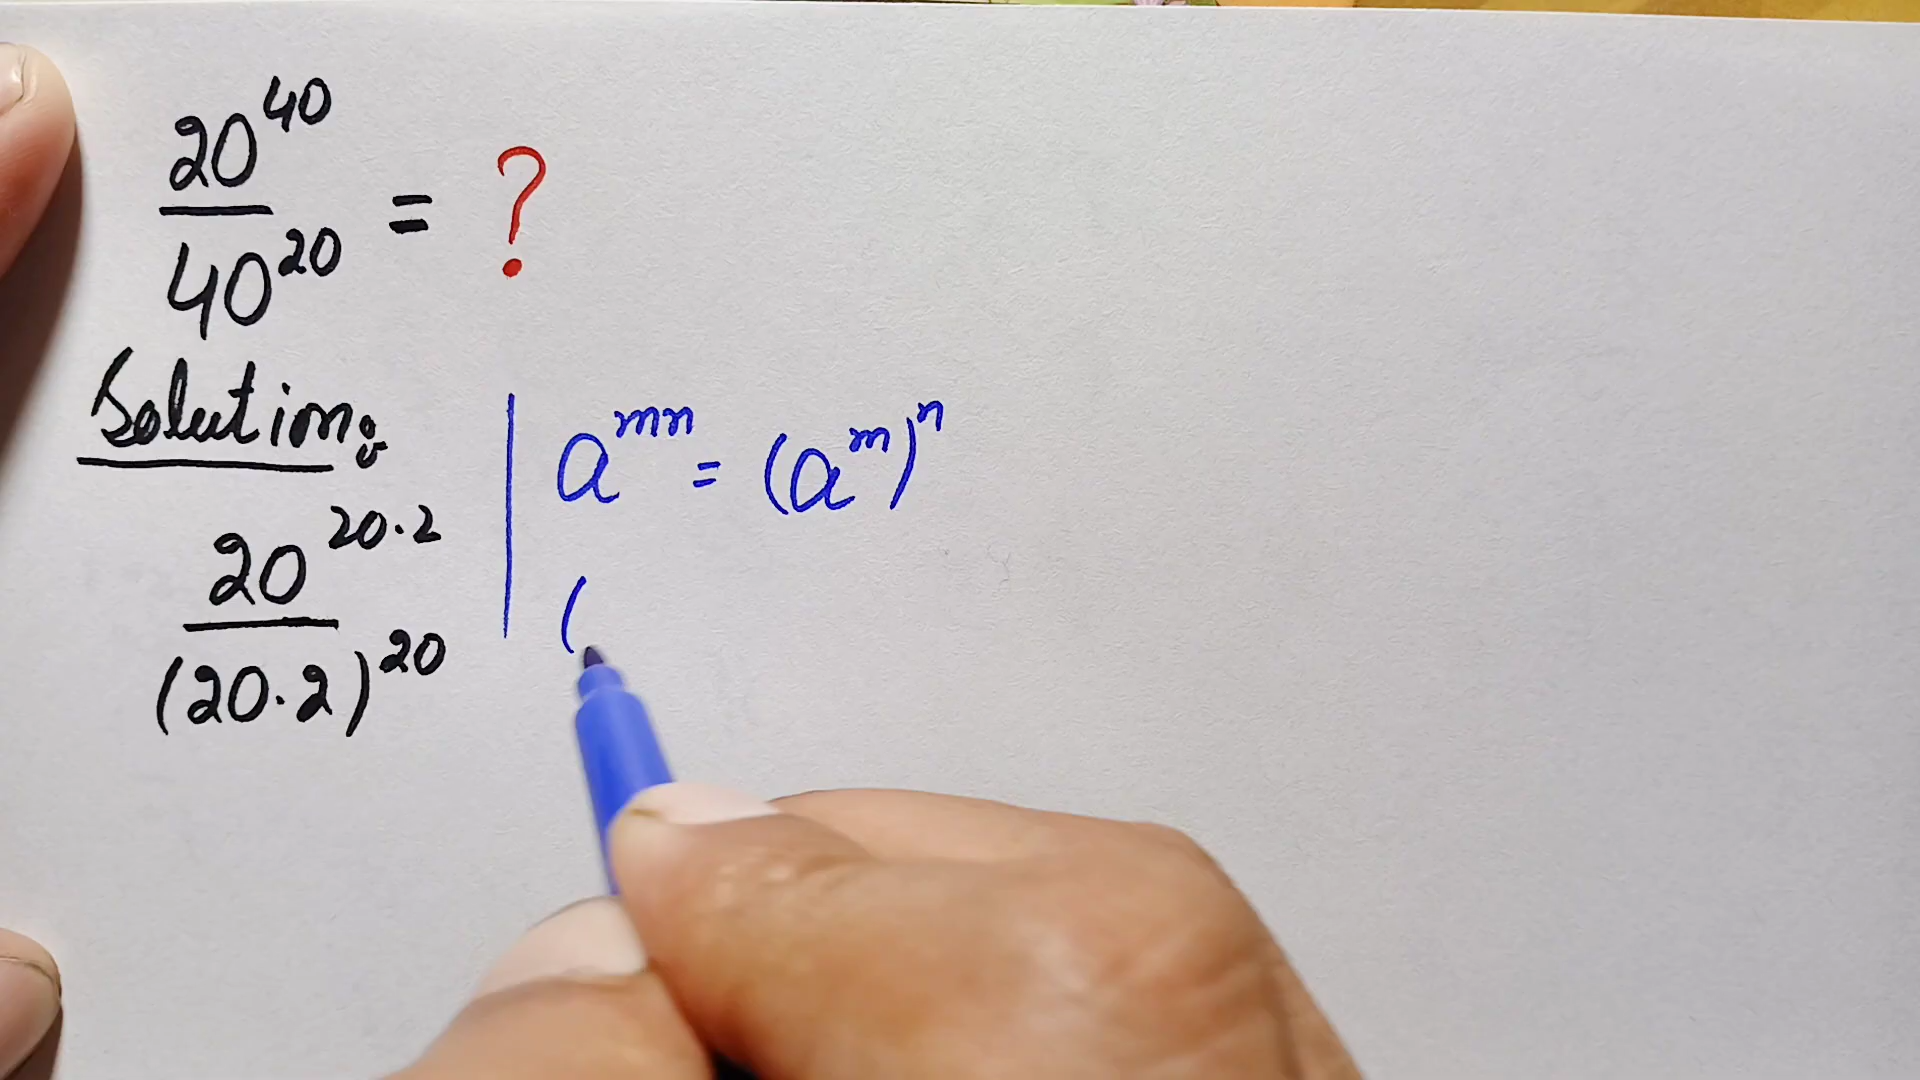 20^40
/ 40^20 = ?
Solution:
20^20.2
/ (20.2)^20
a^mn = (a^m)^n
(